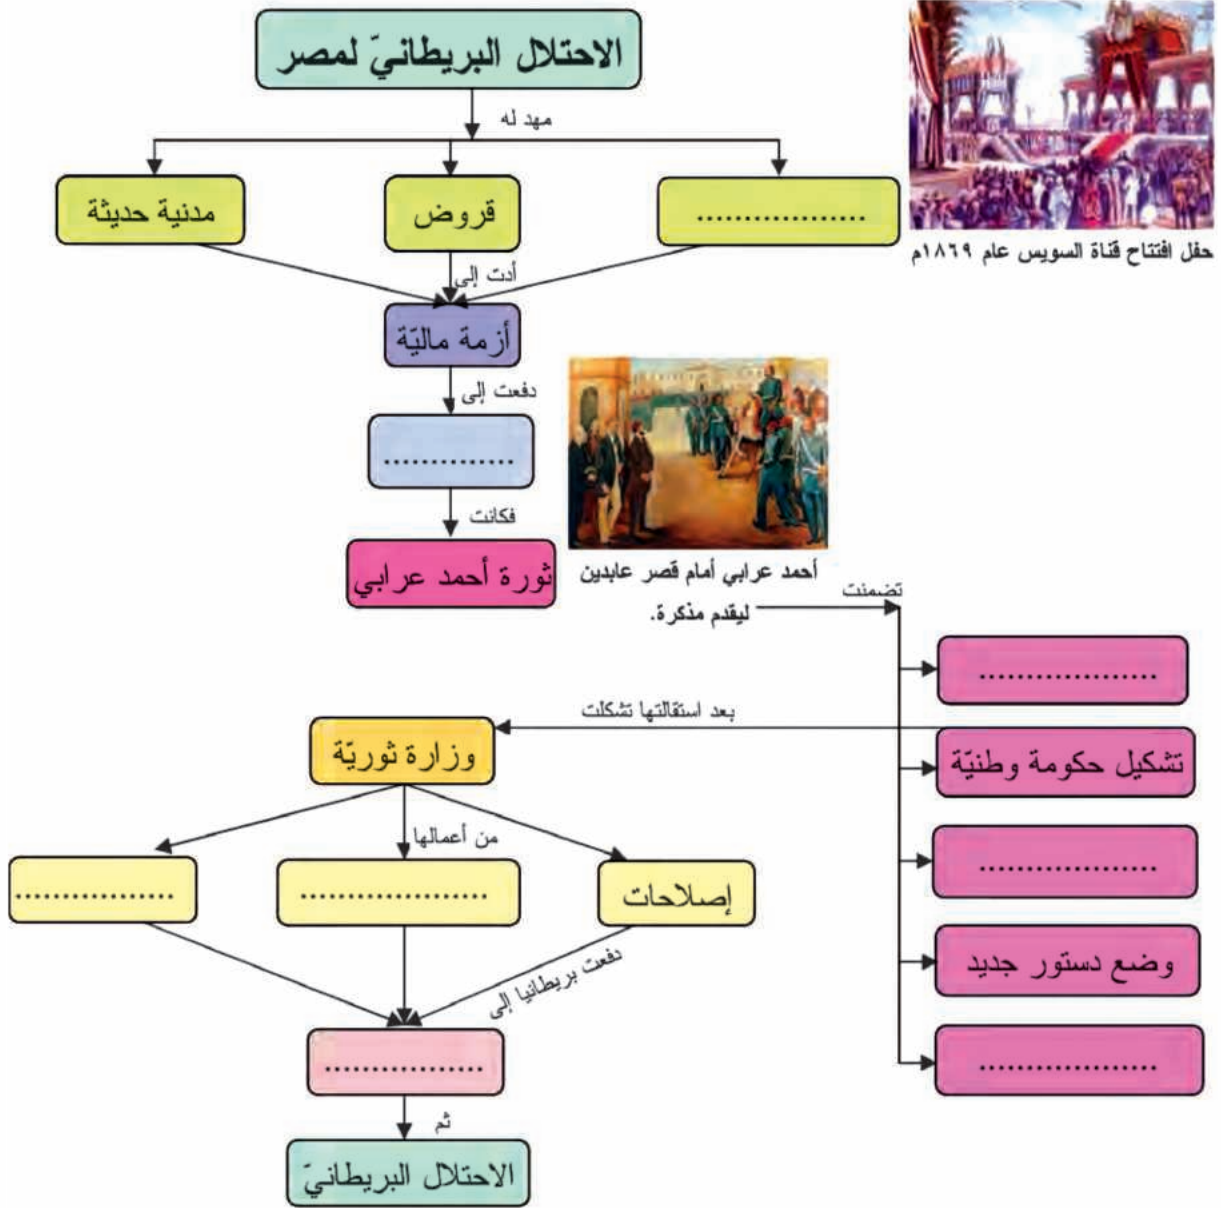 الاحتلال البريطانيّ لمصر
مهد له
..................
قروض
مدنية حديثة
حفل افتتاح قناة السويس عام ١٨٦٩م
أدت إلى
أزمة ماليّة
دفعت إلى
..............
فكانت
ثورة أحمد عرابي
أحمد عرابي أمام قصر عابدين
ليقدم مذكرة.
تضمنت
...................
تشكيل حكومة وطنيّة
...................
وضع دستور جديد
...................
بعد استقالتها تشكلت
وزارة ثوريّة
من أعمالها
إصلاحات
....................
.................
دفعت بريطانيا إلى
.................
ثم
الاحتلال البريطانيّ